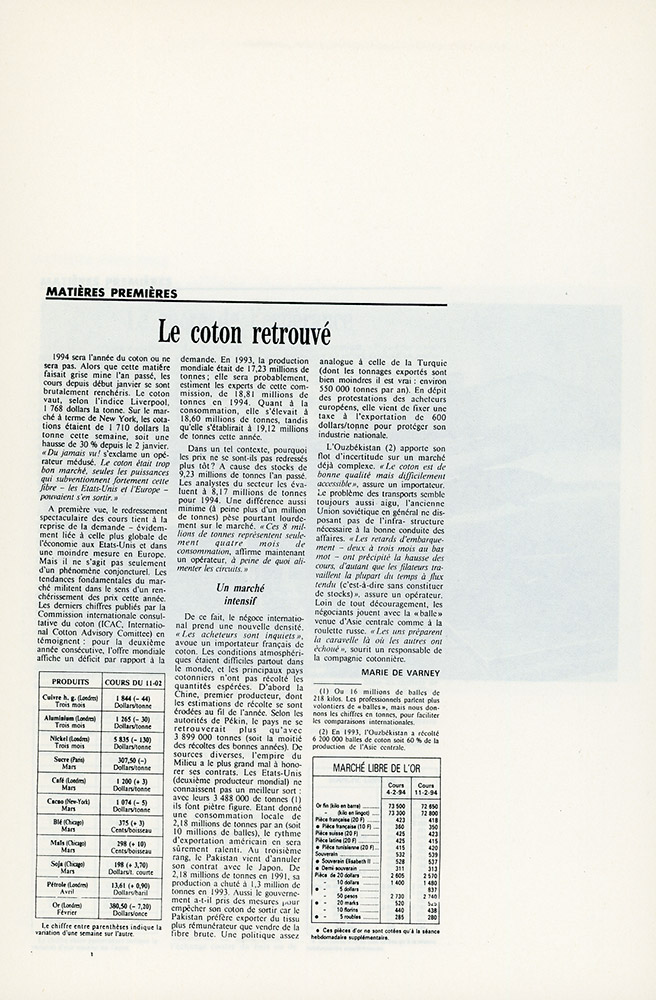 MATIÈRES PREMIÈRES
Le coton retrouvé
1994 sera l'année du coton ou ne
sera pas. Alors que cette matière
faisait grise mine l'an passé, les
cours depuis début janvier se sont
brutalement renchéris. Le coton
vaut, selon l'indice Liverpool,
1 768 dollars la tonne. Sur le mar-
ché à terme de New York, les cota-
tions étaient de 1 710 dollars la
tonne cette semaine, soit une
hausse de 30 % depuis le 2 janvier.
« Du jamais vu ! s'exclame un opé-
rateur médusé. Le coton était trop
bon marché, seules les puissances
qui subventionnent fortement cette
fibre – les Etats-Unis et l'Europe –
pouvaient s'en sortir. »
A première vue, le redressement
spectaculaire des cours tient à la
reprise de la demande – évidem-
ment liée à celle plus globale de
l'économie aux Etats-Unis et dans
une moindre mesure en Europe.
Mais il ne s'agit pas seulement
d'un phénomène conjoncturel. Les
tendances fondamentales du mar-
ché militent dans le sens d'un ren-
chérissement des prix cette année.
Les derniers chiffres publiés par la
Commission internationale consul-
tative du coton (ICAC, Internatio-
nal Cotton Advisory Comittee) en
témoignent : pour la deuxième
année consécutive, l'offre mondiale
affiche un déficit par rapport à la
PRODUITS COURS DU 11-02
Cuivre h. g. (Londres) 1 844 (– 44)
Trois mois Dollars/tonne
Aluminium (Londres) 1 265 (– 30)
Trois mois Dollars/tonne
Nickel (Londres) 5 835 (– 130)
Trois mois Dollars/tonne
Sucre (Paris) 307,50 (–)
Mars Dollars/tonne
Café (Londres) 1 200 (+ 3)
Mars Dollars/tonne
Cacao (New-York) 1 074 (– 5)
Mars Dollars/tonne
Blé (Chicago) 375 (+ 3)
Mars Cents/boisseau
Maïs (Chicago) 298 (+ 10)
Mars Cents/boisseau
Soja (Chicago) 198 (+ 3,70)
Mars Dollars/t. courte
Pétrole (Londres) 13,61 (+ 0,90)
Avril Dollars/baril
Or (Londres) 380,50 (– 7,20)
Février Dollars/once
Le chiffre entre parenthèses indique la
variation d'une semaine sur l'autre.
demande. En 1993, la production
mondiale était de 17,23 millions de
tonnes ; elle sera probablement,
estiment les experts de cette com-
mission, de 18,81 millions de
tonnes en 1994. Quant à la
consommation, elle s'élevait à
18,60 millions de tonnes, tandis
qu'elle s'établirait à 19,12 millions
de tonnes cette année.
Dans un tel contexte, pourquoi
les prix ne se sont-ils pas redressés
plus tôt ? A cause des stocks de
9,23 millions de tonnes l'an passé.
Les analystes du secteur les éva-
luent à 8,17 millions de tonnes
pour 1994. Une différence aussi
minime (à peine plus d'un million
de tonnes) pèse pourtant lourde-
ment sur le marché. « Ces 8 mil-
lions de tonnes représentent seule-
ment quatre mois de
consommation, affirme maintenant
un opérateur, à peine de quoi ali-
menter les circuits. »
Un marché
intensif
De ce fait, le négoce internatio-
nal prend une nouvelle densité.
« Les acheteurs sont inquiets »,
avoue un importateur français de
coton. Les conditions atmosphéri-
ques étaient difficiles partout dans
le monde, et les principaux pays
cotonniers n'ont pas récolté les
quantités espérées. D'abord la
Chine, premier producteur, dont
les estimations de récolte se sont
érodées au fil de l'année. Selon les
autorités de Pékin, le pays ne se
retrouverait plus qu'avec
3 899 000 tonnes (soit la moitié
des récoltes des bonnes années). De
sources diverses, l'empire du
Milieu a le plus grand mal à hono-
rer ses contrats. Les Etats-Unis
(deuxième producteur mondial) ne
connaissent pas un meilleur sort :
avec leurs 3 488 000 tonnes (1)
ils font piètre figure. Etant donné
une consommation locale de
2,18 millions de tonnes par an (soit
10 millions de balles), le rythme
d'exportation américain en sera
sûrement ralenti. Au troisième
rang, le Pakistan vient d'annuler
son contrat avec le Japon. De
2,18 millions de tonnes en 1991, sa
production a chuté à 1,3 million de
tonnes en 1993. Aussi le gouverne-
ment a-t-il pris des mesures pour
empêcher son coton de sortir car le
Pakistan préfère exporter du tissu
plus rémunérateur que vendre de la
fibre brute. Une politique assez
analogue à celle de la Turquie
(dont les tonnages exportés sont
bien moindres il est vrai : environ
550 000 tonnes par an). En dépit
des protestations des acheteurs
européens, elle vient de fixer une
taxe à l'exportation de 600
dollars/tonne pour protéger son
industrie nationale.
L'Ouzbékistan (2) apporte son
flot d'incertitude sur un marché
déjà complexe. « Le coton est de
bonne qualité mais difficilement
accessible », assure un importateur.
Le problème des transports semble
toujours aussi aigu, l'ancienne
Union soviétique en général ne dis-
posant pas de l'infra- structure
nécessaire à la bonne conduite des
affaires. « Les retards d'embarque-
ment – deux à trois mois au bas
mot – ont précipité la hausse des
cours, d'autant que les filateurs tra-
vaillent la plupart du temps à flux
tendu (c'est-à-dire sans constituer
de stocks) », assure un opérateur.
Loin de tout découragement, les
négociants jouent avec la « balle »
venue d'Asie centrale comme à la
roulette russe. « Les uns préparent
la caravelle là où les autres ont
échoué », sourit un responsable de
la compagnie cotonnière.
MARIE DE VARNEY
(1) Ou 16 millions de balles de
218 kilos. Les professionnels parlent plus
volontiers de « balles », mais nous don-
nons les chiffres en tonnes, pour faciliter
les comparaisons internationales.
(2) En 1993, l'Ouzbékistan a récolté
6 200 000 balles de coton soit 60 % de la
production de l'Asie centrale.
MARCHÉ LIBRE DE L'OR
Cours 4-2-94 Cours 11-2-94
Or fin (kilo en barre) 73 500 72 850
– (kilo en lingot) 73 300 72 800
Pièce française (20 F) 423 418
● Pièce française (10 F) 360 350
Pièce suisse (20 F) 425 423
Pièce latine (20 F) 425 415
● Pièce tunisienne (20 F) 415 420
Souverain 532 539
● Souverain Elisabeth II 528 537
● Demi-souverain 311 313
Pièce de 20 dollars 2 605 2 570
– 10 dollars 1 400 1 480
● – 5 dollars 837
– 50 pesos 2 730 2 740
● – 20 marks 520
– 10 florins 440 438
● – 5 roubles 285 280
● Ces pièces d'or ne sont cotées qu'à la séance
hebdomadaire supplémentaire.
1